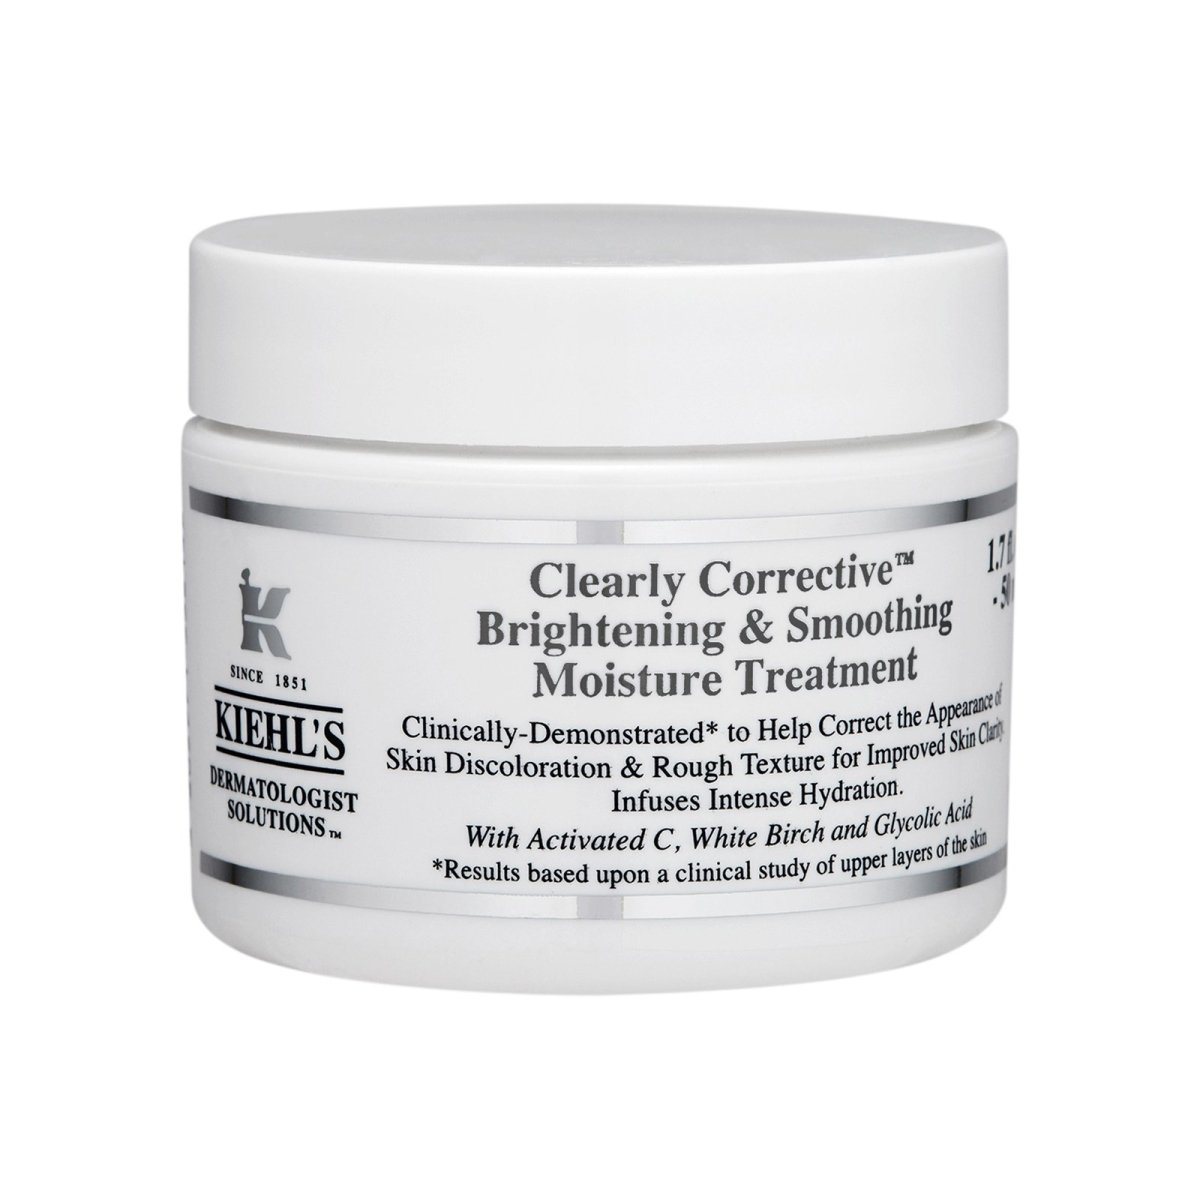 Clearly Corrective™
Brightening & Smoothing
Moisture Treatment
Clinically-Demonstrated* to Help Correct the Appearance of
Skin Discoloration & Rough Texture for Improved Skin Clarity.
Infuses Intense Hydration.
With Activated C, White Birch and Glycolic Acid
*Results based upon a clinical study of upper layers of the skin
K
SINCE 1851
KIEHL'S
DERMATOLOGIST
SOLUTIONS™
1.7 fl.